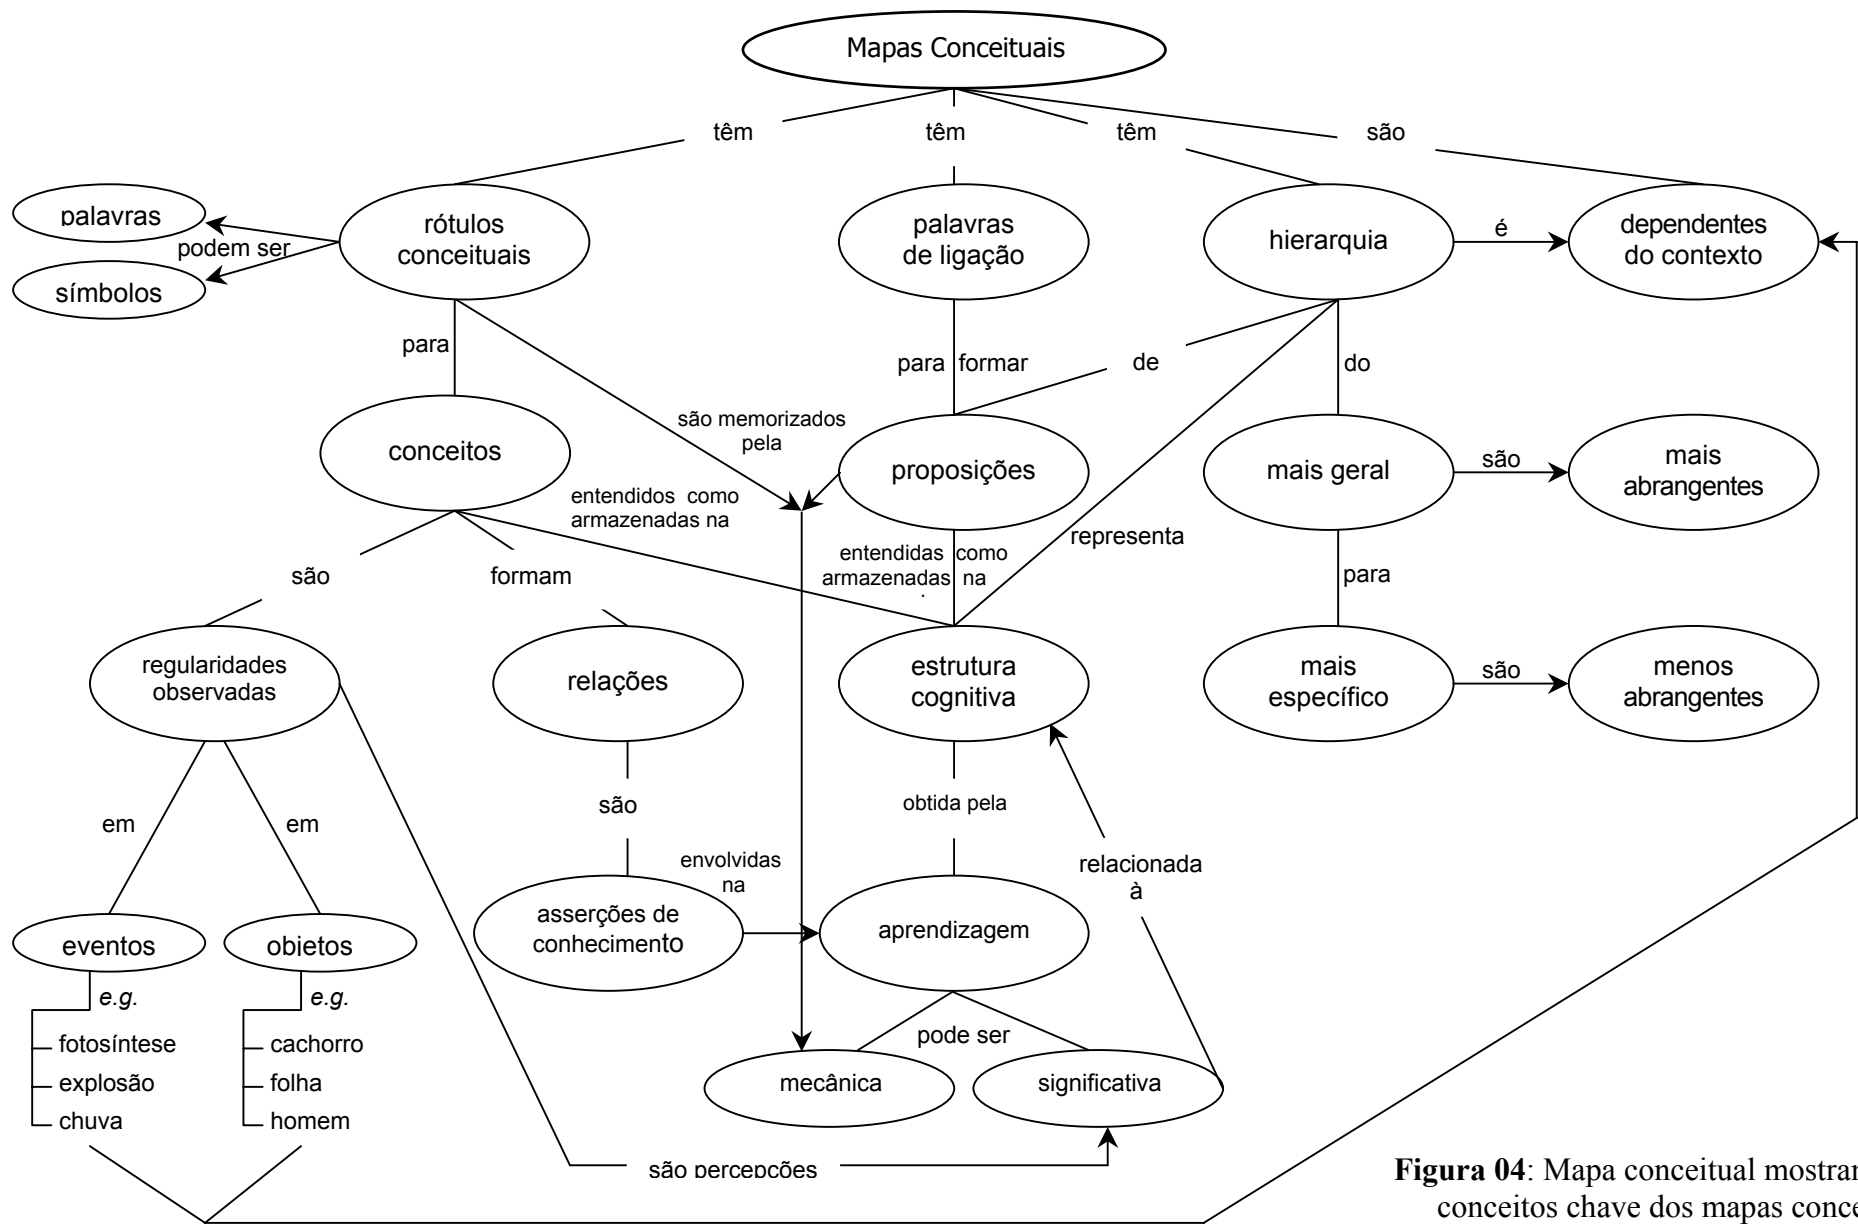 Mapas Conceituais
têm
têm
têm
são
palavras
podem ser
símbolos
rótulos
conceituais
palavras
de ligação
hierarquia
é
dependentes
do contexto
para
são memorizados
pela
para formar
de
do
conceitos
proposições
mais geral
são
mais
abrangentes
entendidos como
armazenadas na
entendidas como
armazenadas na
representa
são
formam
para
regularidades
observadas
relações
estrutura
cognitiva
mais
específico
são
menos
abrangentes
em
em
são
obtida pela
relacionada
à
envolvidas
na
eventos
objetos
asserções de
conhecimento
aprendizagem
e.g.
e.g.
fotosíntese
explosão
chuva
cachorro
folha
homem
pode ser
mecânica
significativa
são percepções
Figura 04: Mapa conceitual mostrar
conceitos chave dos mapas conce